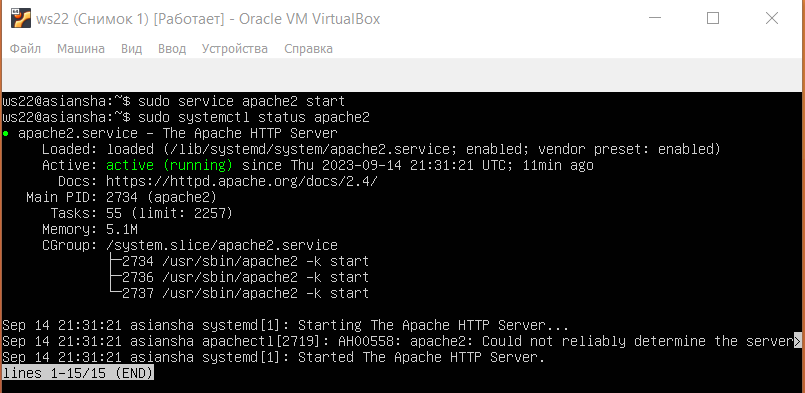 ws22 (Снимок 1) [Работает] - Oracle VM VirtualBox
Файл Машина Вид Ввод Устройства Справка
ws22@asiansha:~$ sudo service apache2 start
ws22@asiansha:~$ sudo systemctl status apache2
● apache2.service - The Apache HTTP Server
Loaded: loaded (/lib/systemd/system/apache2.service; enabled; vendor preset: enabled)
Active: active (running) since Thu 2023-09-14 21:31:21 UTC; 11min ago
Docs: https://httpd.apache.org/docs/2.4/
Main PID: 2734 (apache2)
Tasks: 55 (limit: 2257)
Memory: 5.1M
CGroup: /system.slice/apache2.service
├─2734 /usr/sbin/apache2 -k start
├─2736 /usr/sbin/apache2 -k start
└─2737 /usr/sbin/apache2 -k start
Sep 14 21:31:21 asiansha systemd[1]: Starting The Apache HTTP Server...
Sep 14 21:31:21 asiansha apachectl[2719]: AH00558: apache2: Could not reliably determine the server>
Sep 14 21:31:21 asiansha systemd[1]: Started The Apache HTTP Server.
lines 1-15/15 (END)